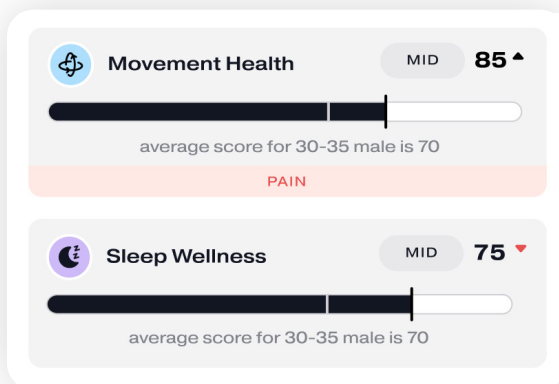 Movement Health MID 85
average score for 30-35 male is 70
PAIN
Sleep Wellness MID 75
average score for 30-35 male is 70